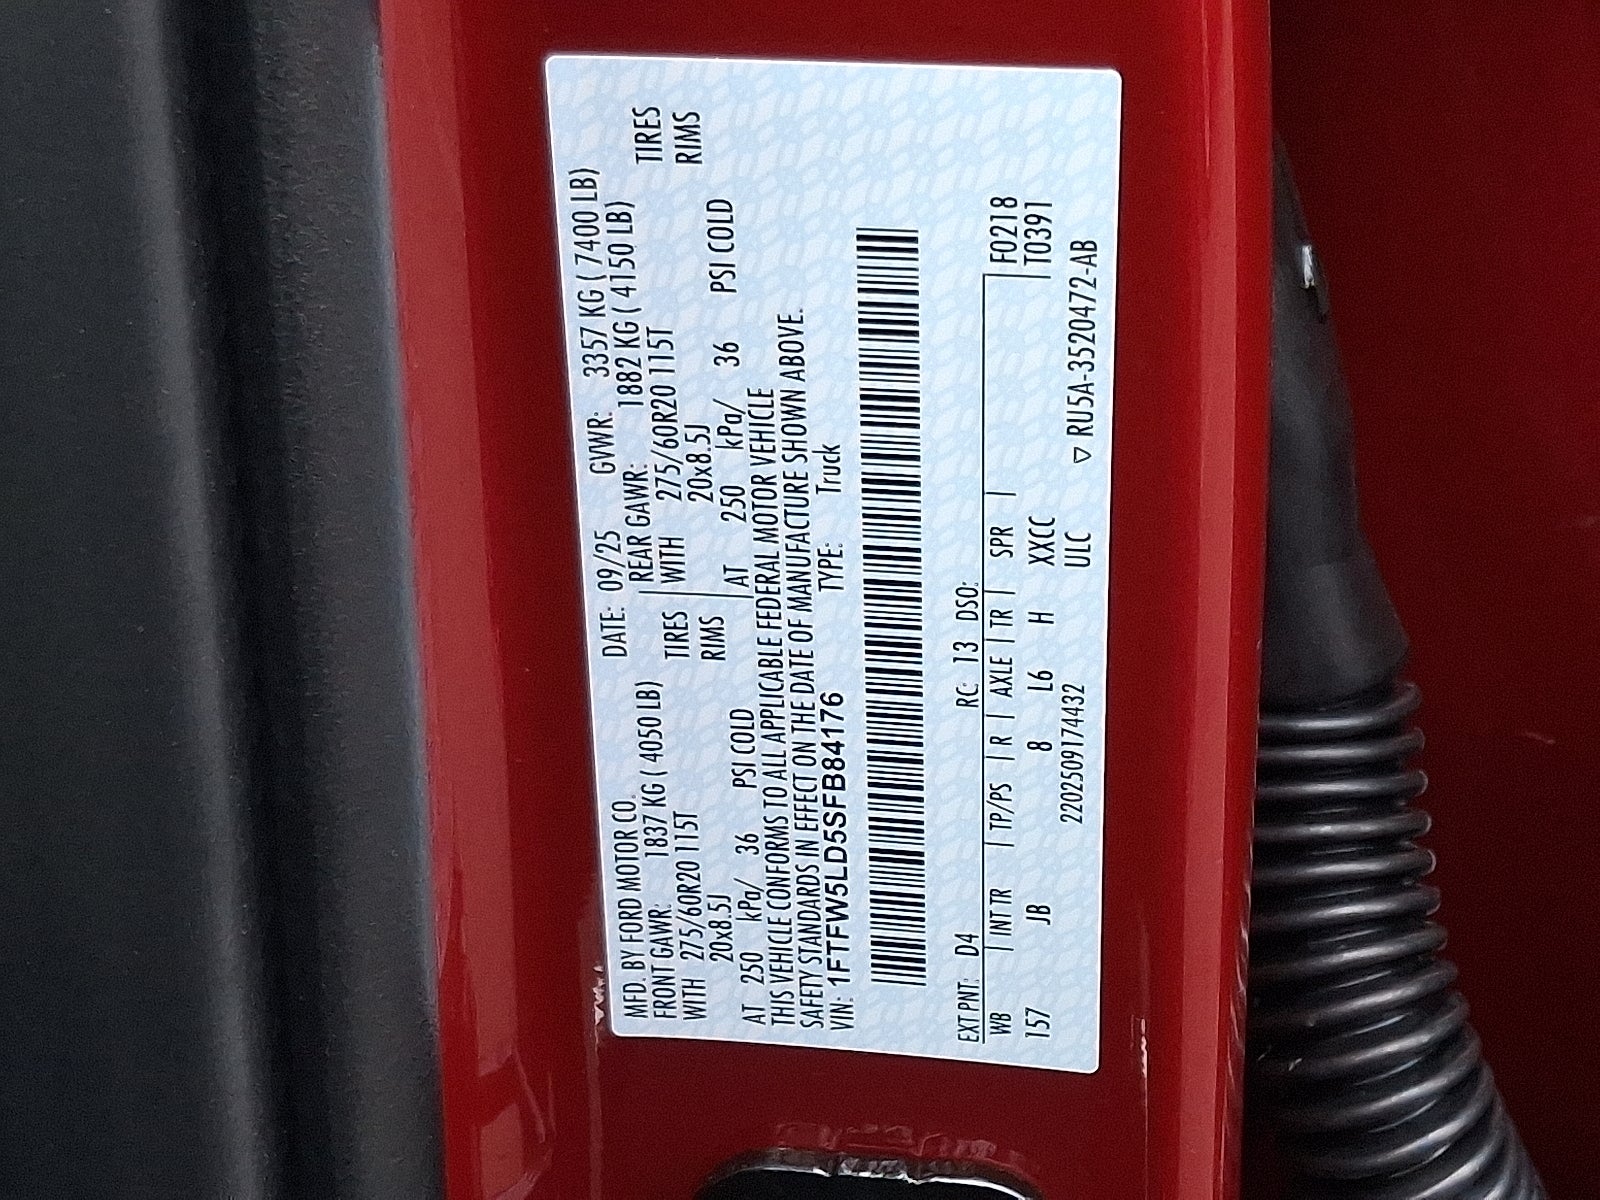 MFD. BY FORD MOTOR CO. DATE: 09/25 GVWR: 3357 KG ( 7400 LB)
FRONT GAWR: 1837 KG ( 4050 LB) REAR GAWR: 1882 KG ( 4150 LB)
WITH 275/60R20 115T TIRES WITH 275/60R20 115T TIRES
20x8.5J RIMS 20x8.5J RIMS
AT 250 kPa/ 36 PSI COLD AT 250 kPa/ 36 PSI COLD
THIS VEHICLE CONFORMS TO ALL APPLICABLE FEDERAL MOTOR VEHICLE
SAFETY STANDARDS IN EFFECT ON THE DATE OF MANUFACTURE SHOWN ABOVE.
VIN: 1FTFW5LD5SFB84176 TYPE: Truck
EXT PNT: D4 RC: 13 DSO:
WB | INT TR | TP/PS | R | AXLE | TR | SPR | F0218
157 JB 8 L6 H XXCC T0391
2202509174432 ULC ▽ RU5A-3520472-AB